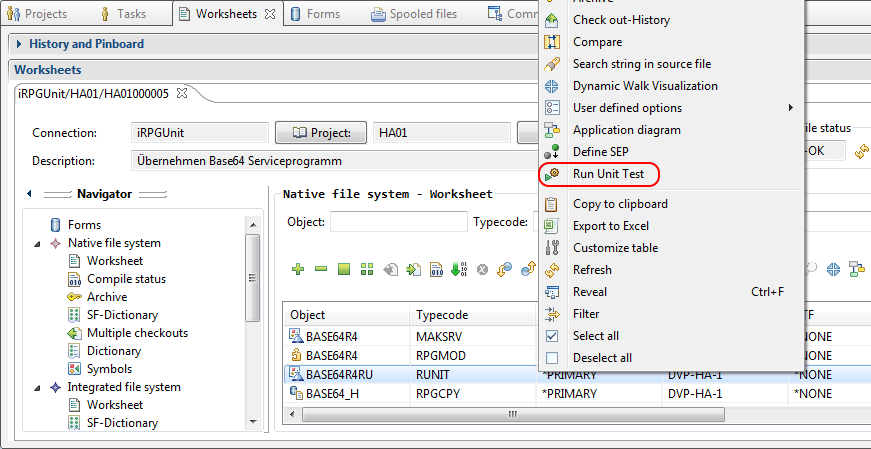 Projects Tasks Worksheets Forms Spooled files
History and Pinboard
Worksheets
iRPGUnit/HA01/HA01000005
Connection: iRPGUnit Project: HA01
Description: Übernehmen Base64 Serviceprogramm
file status
-OK
Navigator
Forms
Native file system
Worksheet
Compile status
Archive
SF-Dictionary
Multiple checkouts
Dictionary
Symbols
Integrated file system
Worksheet
SF-Dictionary
Native file system - Worksheet
Object: Typecode:
Object Typecode TF
BASE64R4 MAKSRV *NONE
BASE64R4 RPGMOD *NONE
BASE64R4RU RUNIT *PRIMARY DVP-HA-1 *NONE
BASE64_H RPGCPY *PRIMARY DVP-HA-1 *NONE
Check out-History
Compare
Search string in source file
Dynamic Walk Visualization
User defined options
Application diagram
Define SEP
Run Unit Test
Copy to clipboard
Export to Excel
Customize table
Refresh
Reveal Ctrl+F
Filter
Select all
Deselect all